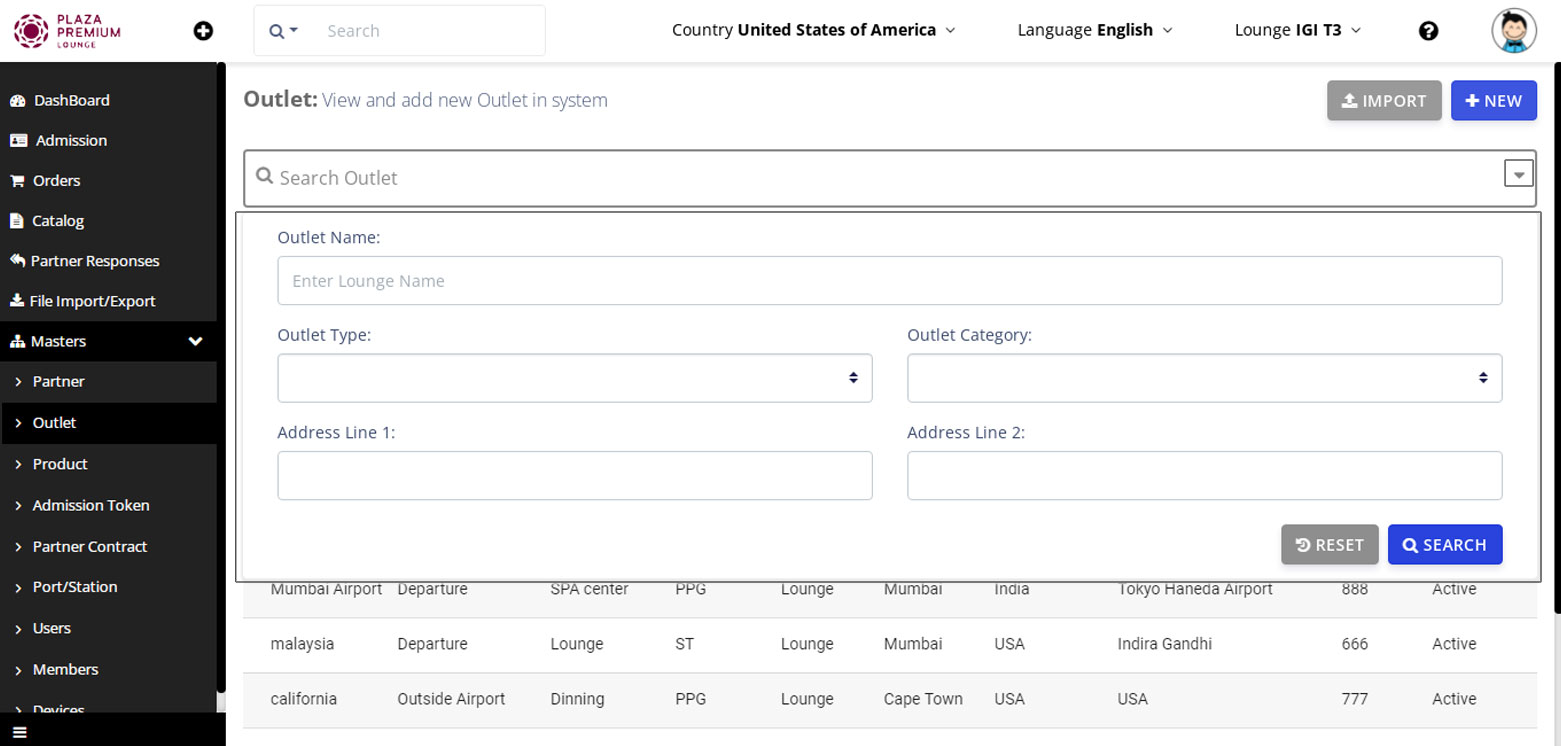 PLAZA
PREMIUM
LOUNGE
Search
Country United States of America
Language English
Lounge IGI T3
DashBoard
Admission
Orders
Catalog
Partner Responses
File Import/Export
Masters
Partner
Outlet
Product
Admission Token
Partner Contract
Port/Station
Users
Members
Devices
Outlet: View and add new Outlet in system
IMPORT
NEW
Search Outlet
Outlet Name:
Enter Lounge Name
Outlet Type:
Outlet Category:
Address Line 1:
Address Line 2:
RESET
SEARCH
Mumbai Airport Departure SPA center PPG Lounge Mumbai India Tokyo Haneda Airport 888 Active
malaysia Departure Lounge ST Lounge Mumbai USA Indira Gandhi 666 Active
california Outside Airport Dinning PPG Lounge Cape Town USA USA 777 Active